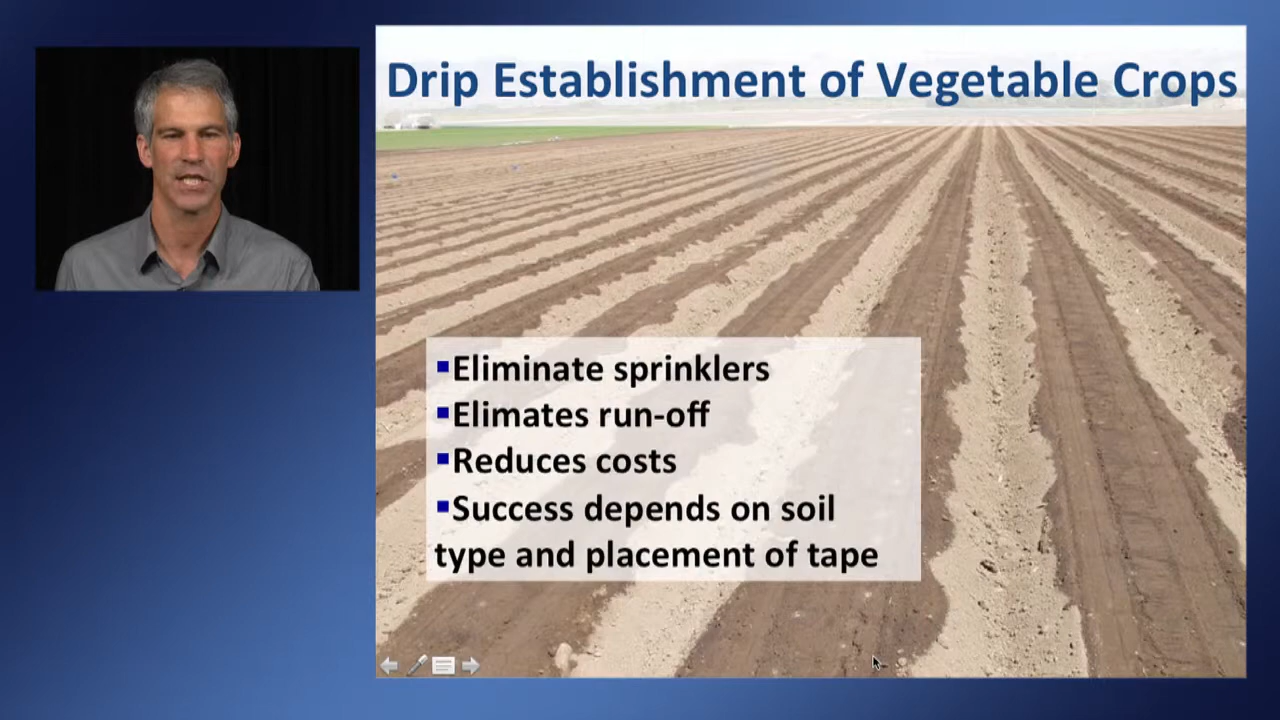 Drip Establishment of Vegetable Crops
▪Eliminate sprinklers
▪Elimates run-off
▪Reduces costs
▪Success depends on soil
type and placement of tape